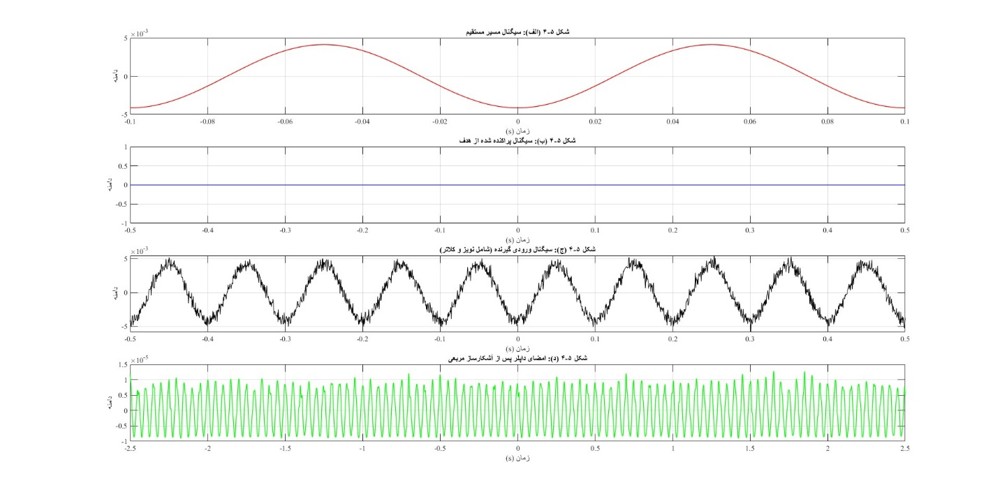 شکل ۵-۴ (الف): سیگنال مسیر مستقیم
×10⁻³
5
0
-5
دامنه
-0.1 -0.08 -0.06 -0.04 -0.02 0 0.02 0.04 0.06 0.08 0.1
زمان (s)
شکل ۵-۴ (ب): سیگنال پراکنده شده از هدف
1
0.5
0
-0.5
-1
دامنه
-0.5 -0.4 -0.3 -0.2 -0.1 0 0.1 0.2 0.3 0.4 0.5
زمان (s)
شکل ۵-۴ (ج): سیگنال ورودی گیرنده (شامل نویز و کلاتر)
×10⁻³
5
0
-5
دامنه
-0.5 -0.4 -0.3 -0.2 -0.1 0 0.1 0.2 0.3 0.4 0.5
زمان (s)
شکل ۵-۴ (د): امضای داپلر پس از آشکارساز مربعی
×10⁻⁵
1.5
1
0.5
0
-0.5
-1
دامنه
-2.5 -2 -1.5 -1 -0.5 0 0.5 1 1.5 2 2.5
زمان (s)